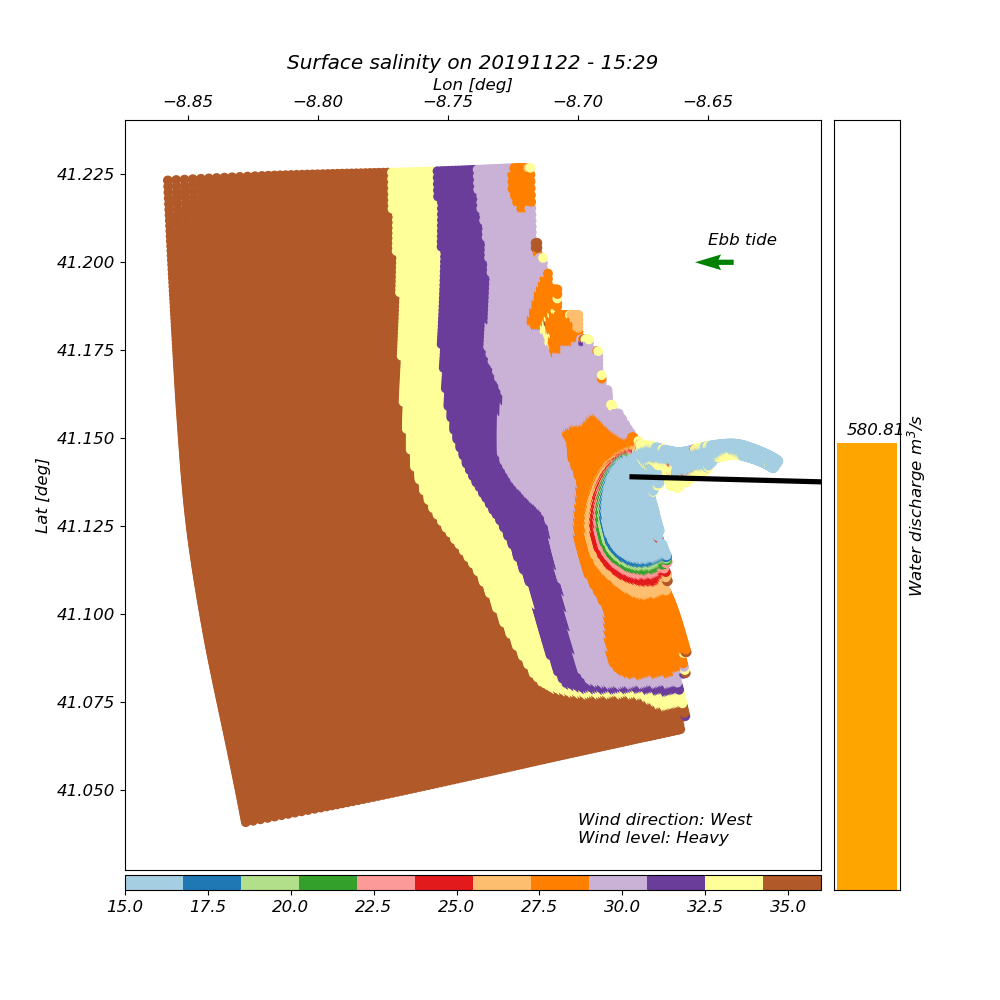 Surface salinity on 20191122 - 15:29
Lon [deg]
−8.85 −8.80 −8.75 −8.70 −8.65
41.225
41.200
41.175
41.150
41.125
41.100
41.075
41.050
Lat [deg]
Ebb tide
580.81
Water discharge m³/s
Wind direction: West
Wind level: Heavy
15.0 17.5 20.0 22.5 25.0 27.5 30.0 32.5 35.0